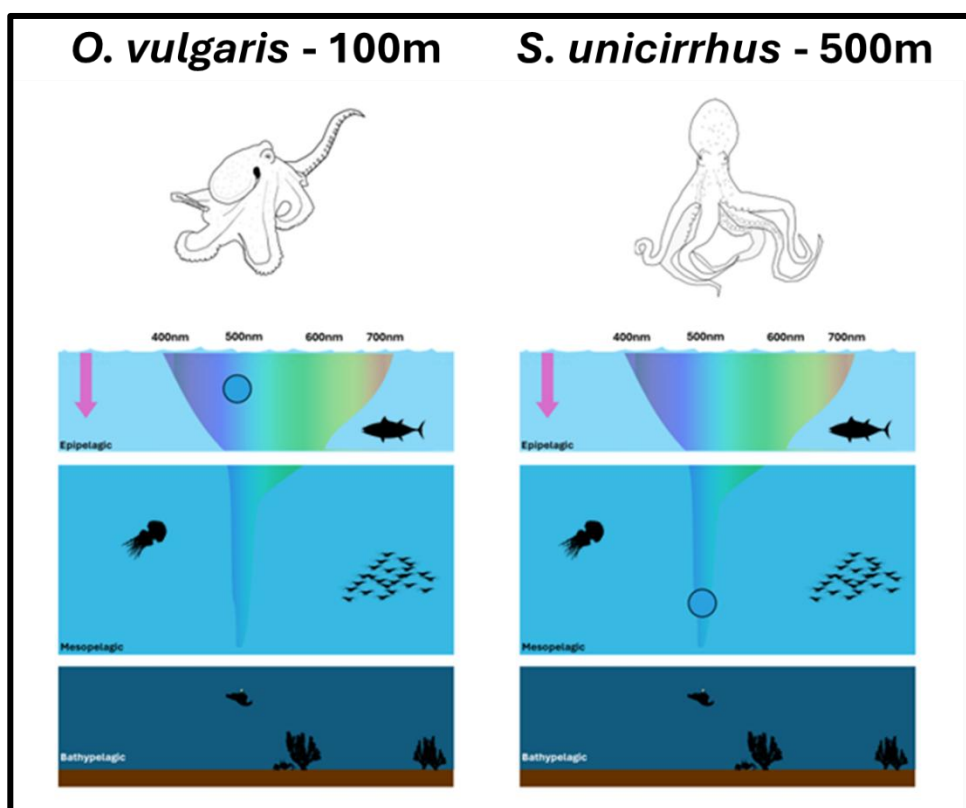 O. vulgaris - 100m
S. unicirrhus - 500m
400nm 500nm 600nm 700nm
Epipelagic
Mesopelagic
Bathypelagic
400nm 500nm 600nm 700nm
Epipelagic
Mesopelagic
Bathypelagic